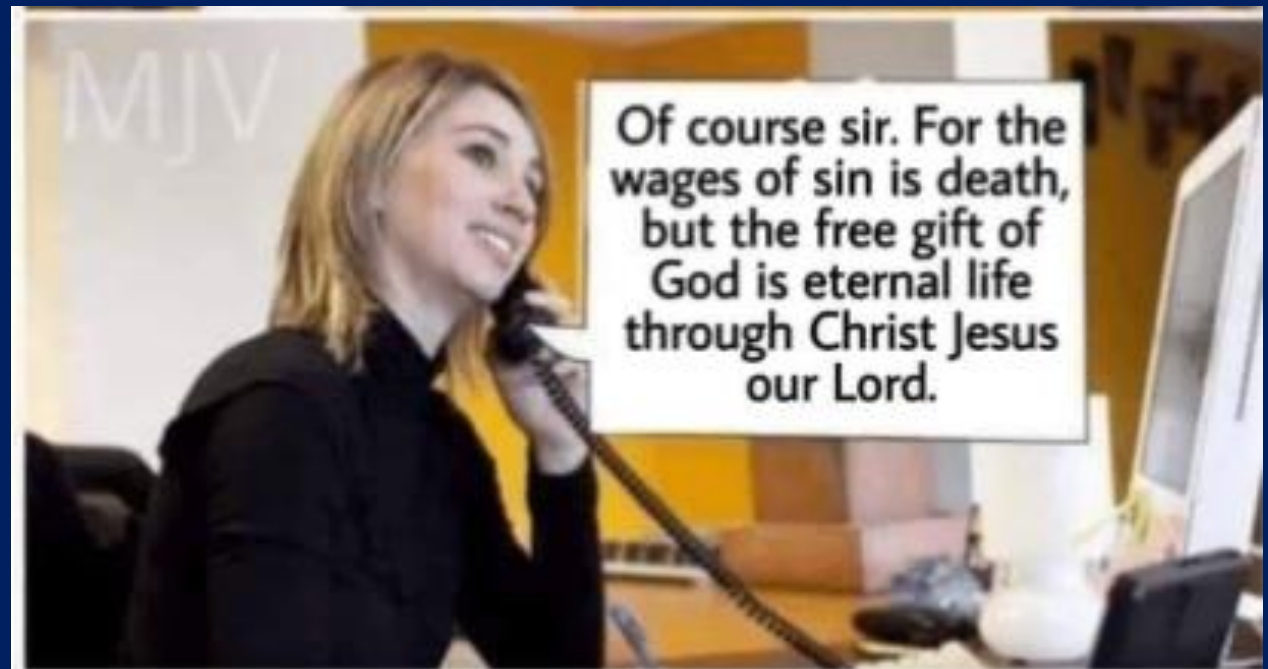 MJV
Of course sir. For the
wages of sin is death,
but the free gift of
God is eternal life
through Christ Jesus
our Lord.